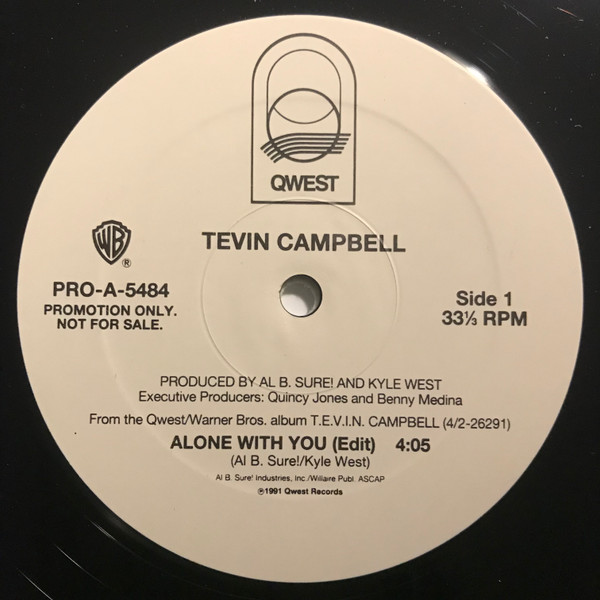 QWEST
TEVIN CAMPBELL
WB
®
PRO-A-5484
PROMOTION ONLY.
NOT FOR SALE.
Side 1
33⅓ RPM
PRODUCED BY AL B. SURE! AND KYLE WEST
Executive Producers: Quincy Jones and Benny Medina
From the Qwest/Warner Bros. album T.E.V.I.N. CAMPBELL (4/2-26291)
ALONE WITH YOU (Edit) 4:05
(Al B. Sure!/Kyle West)
Al B. Sure! Industries, Inc./Willaire Publ. ASCAP
℗1991 Qwest Records